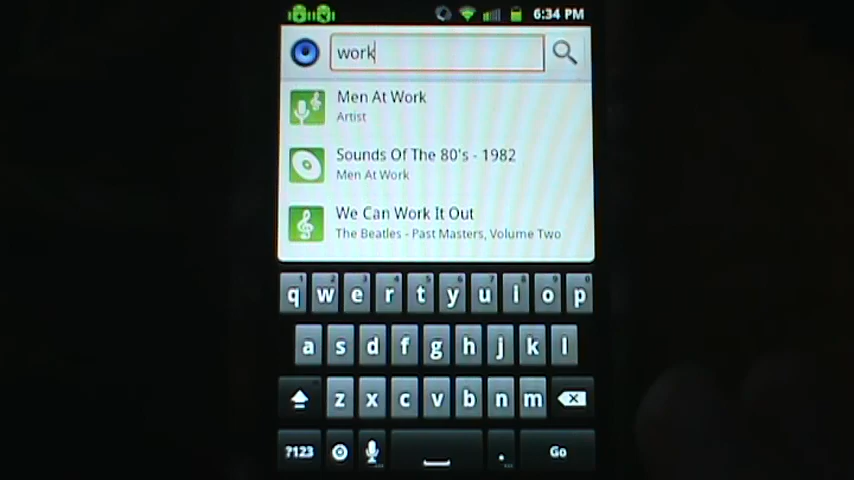 6:34 PM
work
Men At Work
Artist
Sounds Of The 80's - 1982
Men At Work
We Can Work It Out
The Beatles - Past Masters, Volume Two
q w e r t y u i o p
a s d f g h j k l
z x c v b n m
?123 . Go